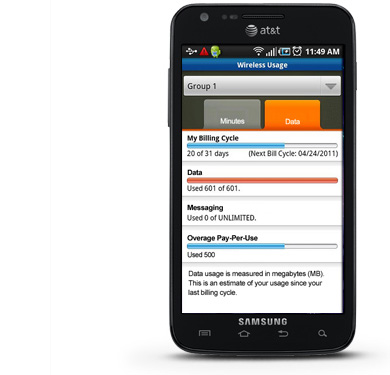 at&t
11:49 AM
Wireless Usage
Group 1
Minutes
Data
My Billing Cycle
20 of 31 days (Next Bill Cycle: 04/24/2011)
Data
Used 601 of 601.
Messaging
Used 0 of UNLIMITED.
Overage Pay-Per-Use
Used 500
Data usage is measured in megabytes (MB).
This is an estimate of your usage since your
last billing cycle.
SAMSUNG